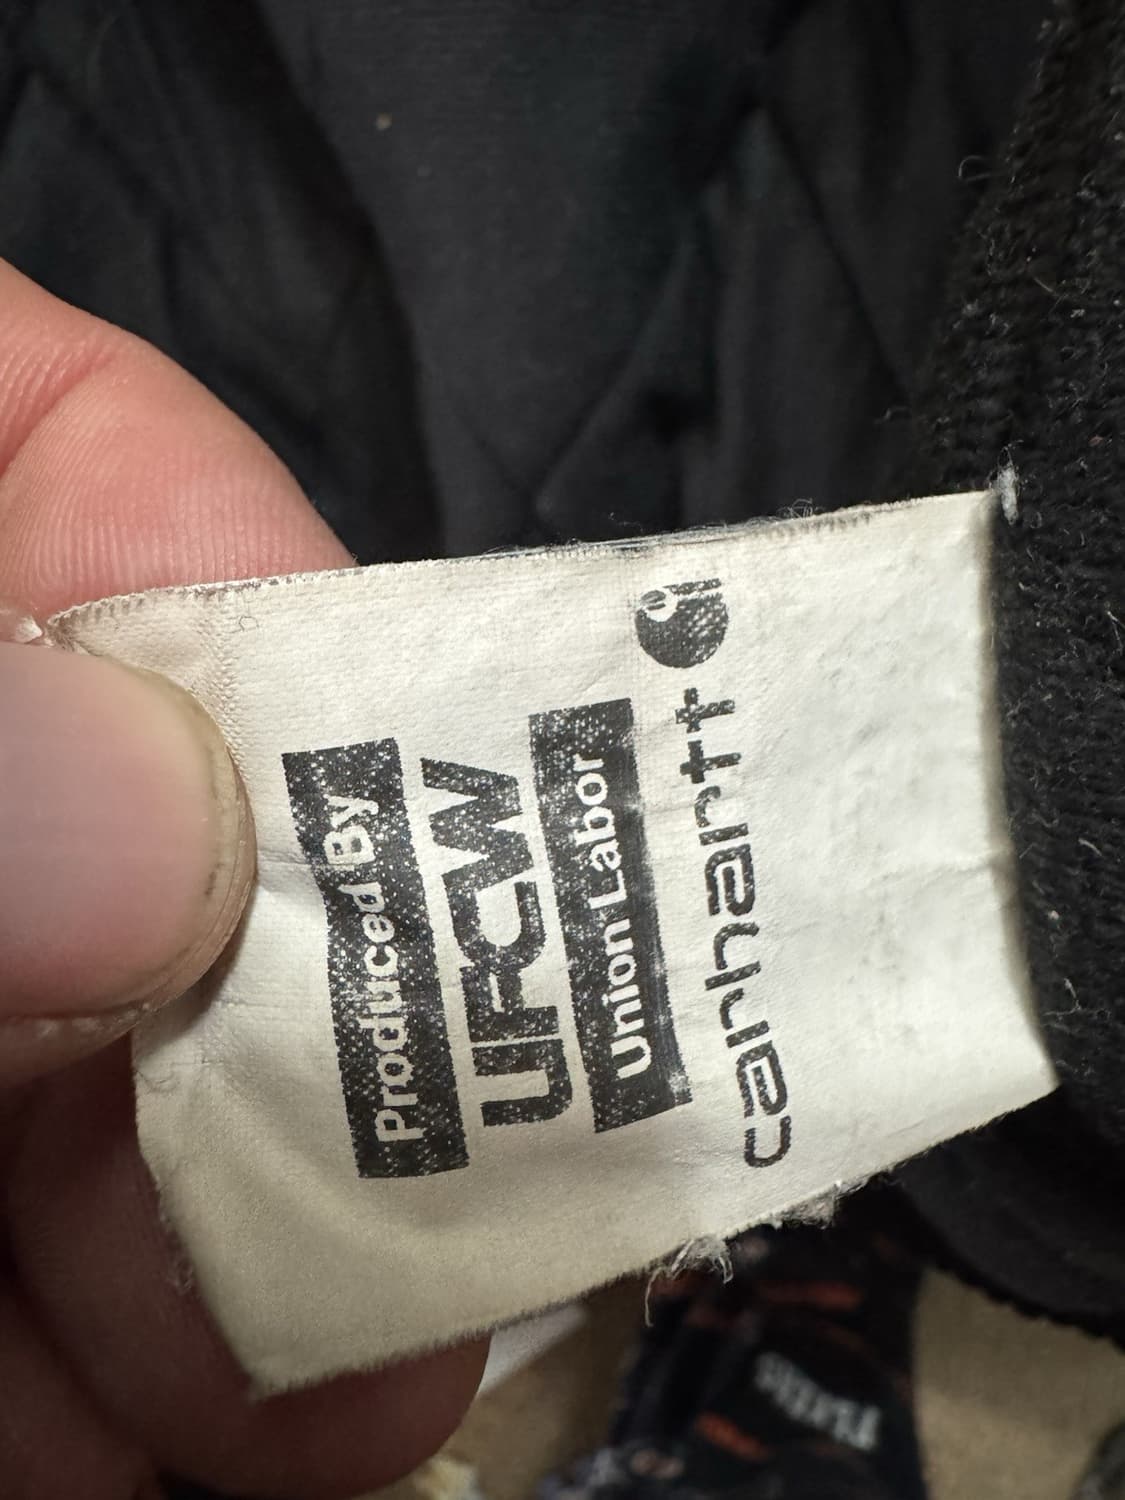 Produced By
UFCW
Union Labor
carhartt